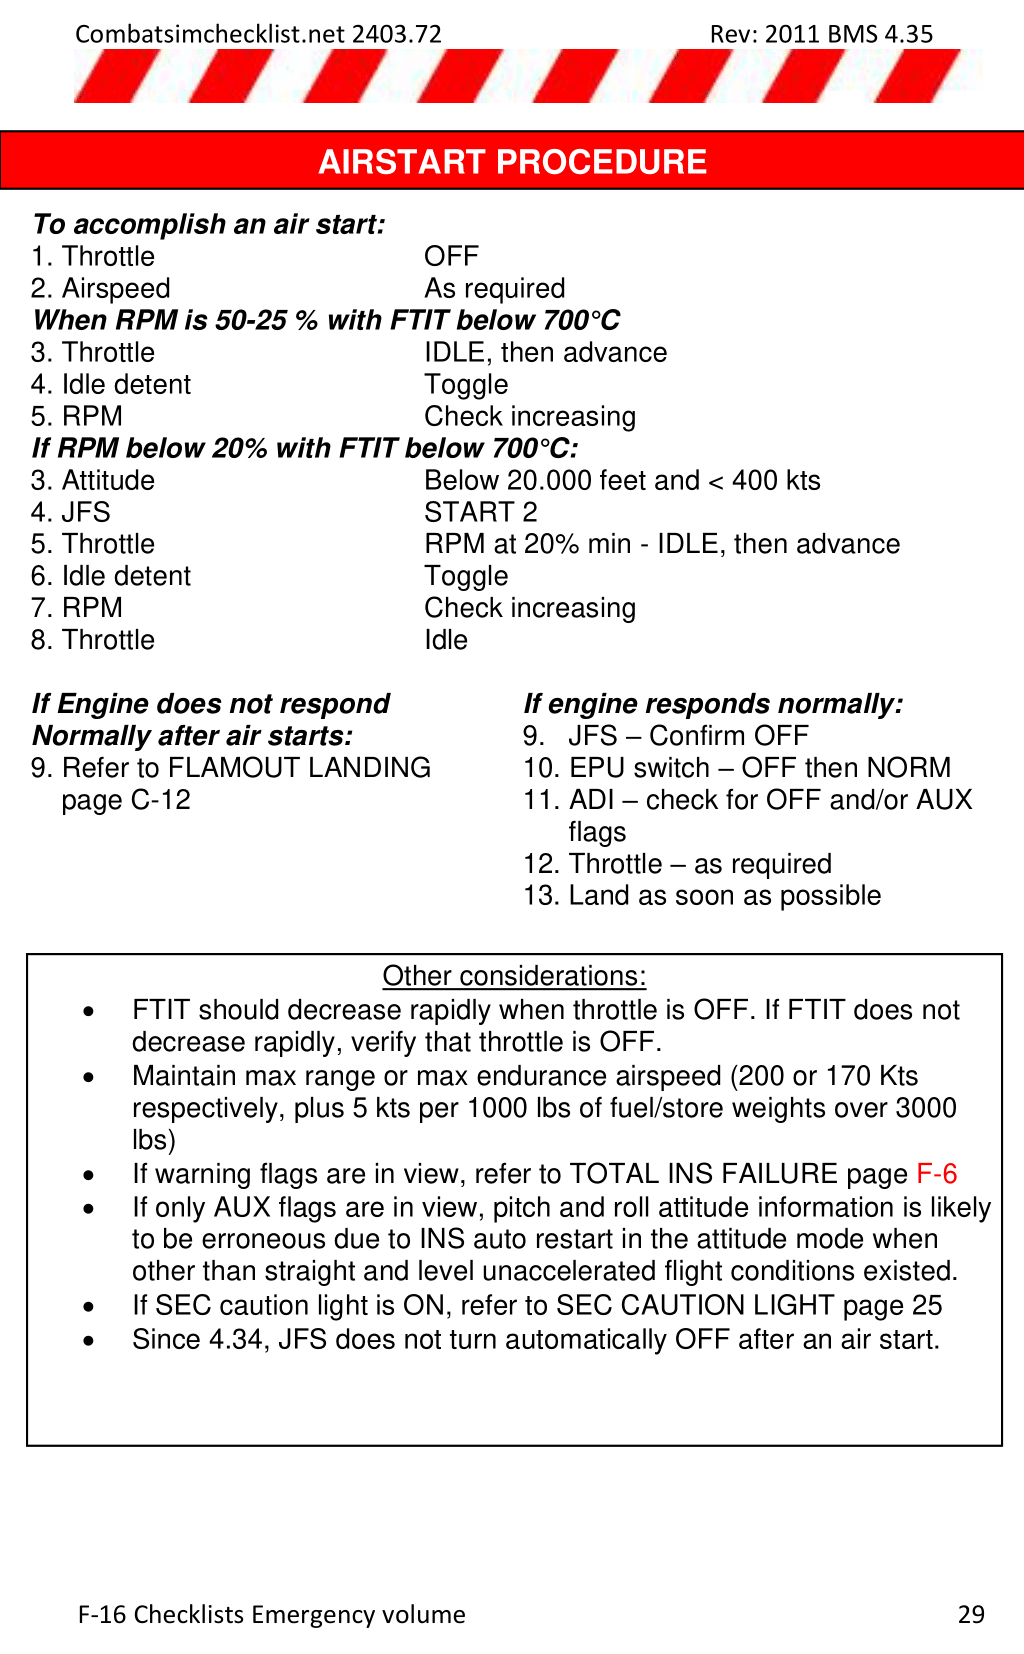 Combatsimchecklist.net 2403.72 Rev: 2011 BMS 4.35
AIRSTART PROCEDURE
To accomplish an air start:
1. Throttle OFF
2. Airspeed As required
When RPM is 50-25 % with FTIT below 700°C
3. Throttle IDLE, then advance
4. Idle detent Toggle
5. RPM Check increasing
If RPM below 20% with FTIT below 700°C:
3. Attitude Below 20.000 feet and < 400 kts
4. JFS START 2
5. Throttle RPM at 20% min - IDLE, then advance
6. Idle detent Toggle
7. RPM Check increasing
8. Throttle Idle
If Engine does not respond
Normally after air starts:
9. Refer to FLAMOUT LANDING
page C-12
If engine responds normally:
9. JFS – Confirm OFF
10. EPU switch – OFF then NORM
11. ADI – check for OFF and/or AUX
flags
12. Throttle – as required
13. Land as soon as possible
Other considerations:
• FTIT should decrease rapidly when throttle is OFF. If FTIT does not
decrease rapidly, verify that throttle is OFF.
• Maintain max range or max endurance airspeed (200 or 170 Kts
respectively, plus 5 kts per 1000 lbs of fuel/store weights over 3000
lbs)
• If warning flags are in view, refer to TOTAL INS FAILURE page F-6
• If only AUX flags are in view, pitch and roll attitude information is likely
to be erroneous due to INS auto restart in the attitude mode when
other than straight and level unaccelerated flight conditions existed.
• If SEC caution light is ON, refer to SEC CAUTION LIGHT page 25
• Since 4.34, JFS does not turn automatically OFF after an air start.
F-16 Checklists Emergency volume 29